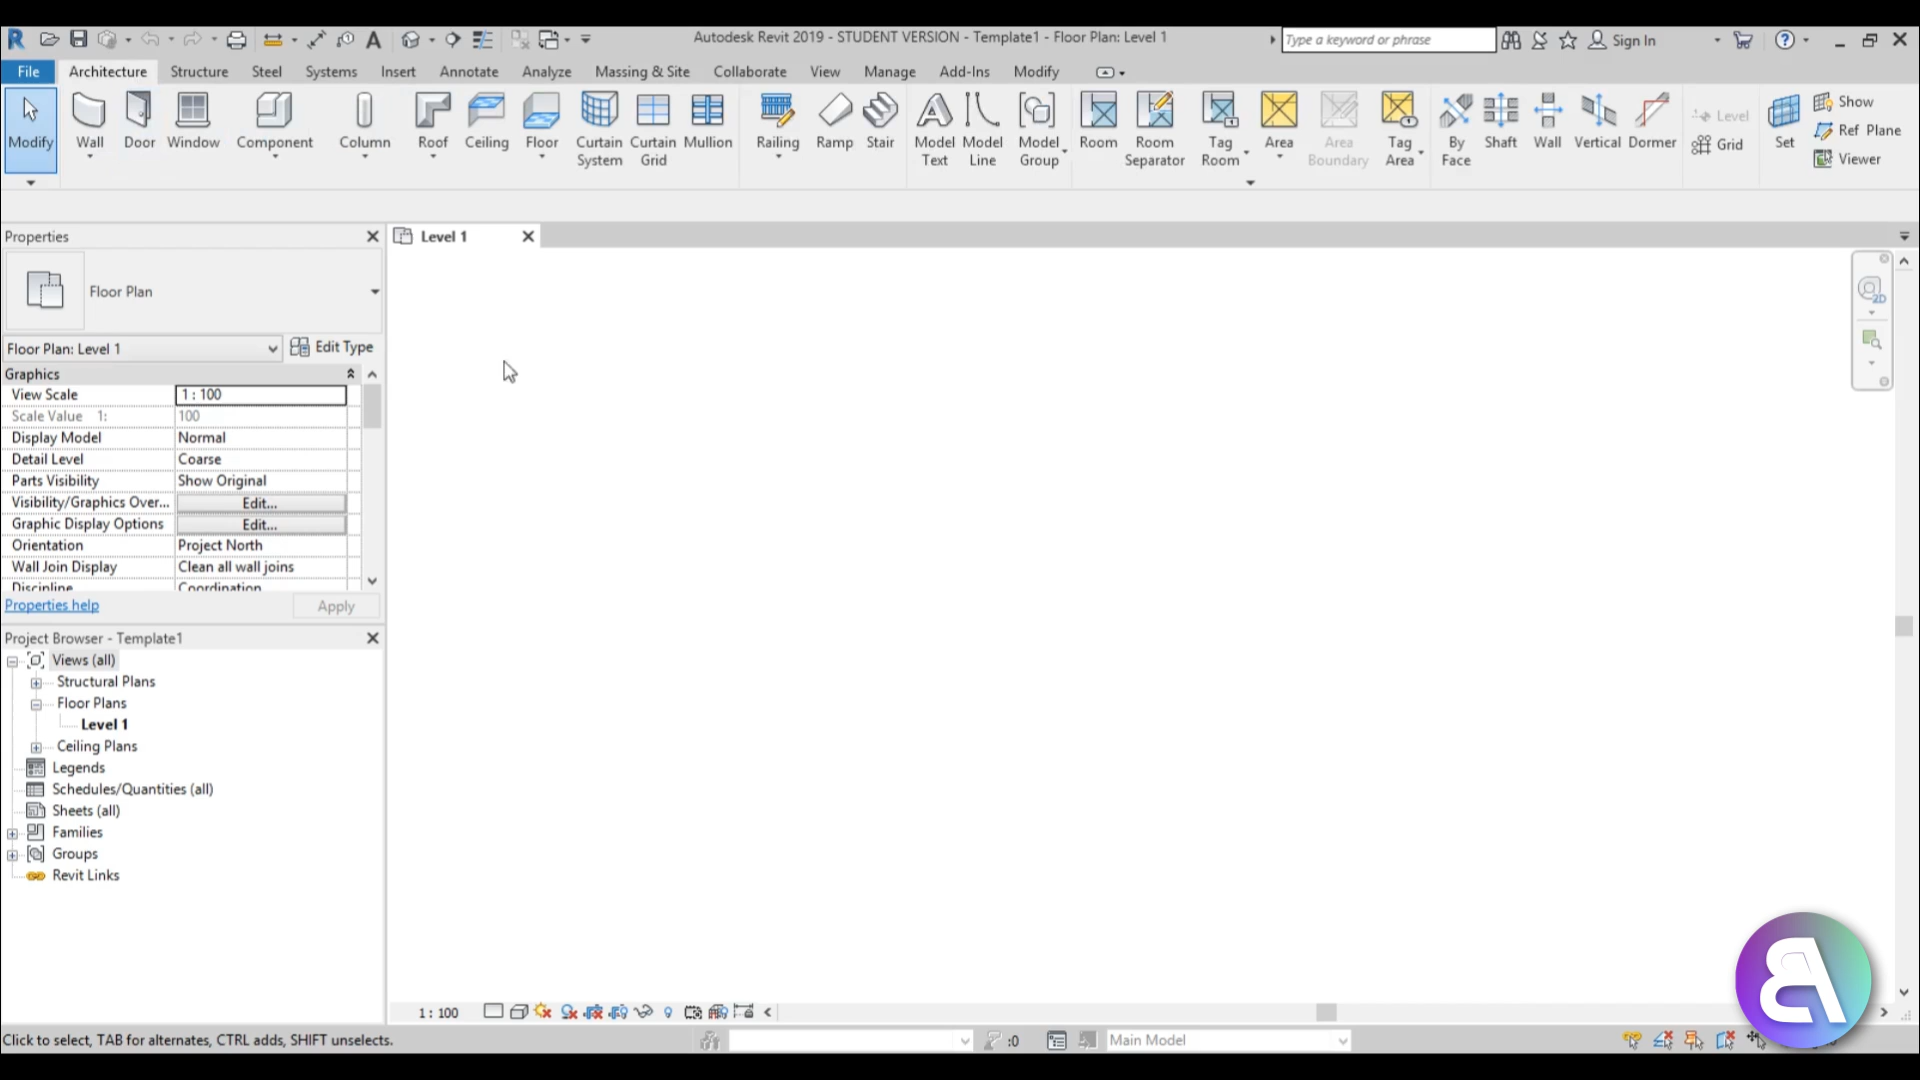 Autodesk Revit 2019 - STUDENT VERSION - Template1 - Floor Plan: Level 1
Type a keyword or phrase
Sign In
File Architecture Structure Steel Systems Insert Annotate Analyze Massing & Site Collaborate View Manage Add-Ins Modify
Modify
Wall
Door
Window
Component
Column
Roof
Ceiling
Floor
Curtain
System
Curtain
Grid
Mullion
Railing
Ramp
Stair
Model
Text
Model
Line
Model
Group
Room
Room
Separator
Tag
Room
Area
Area
Boundary
Tag
Area
By
Face
Shaft
Wall
Vertical
Dormer
Level
Grid
Set
Show
Ref Plane
Viewer
Properties
Floor Plan
Floor Plan: Level 1
Edit Type
Graphics
View Scale 1 : 100
Scale Value 1: 100
Display Model Normal
Detail Level Coarse
Parts Visibility Show Original
Visibility/Graphics Over... Edit...
Graphic Display Options Edit...
Orientation Project North
Wall Join Display Clean all wall joins
Discipline Coordination
Properties help
Apply
Project Browser - Template1
Views (all)
Structural Plans
Floor Plans
Level 1
Ceiling Plans
Legends
Schedules/Quantities (all)
Sheets (all)
Families
Groups
Revit Links
Level 1
2D
1 : 100
Click to select, TAB for alternates, CTRL adds, SHIFT unselects.
:0
Main Model